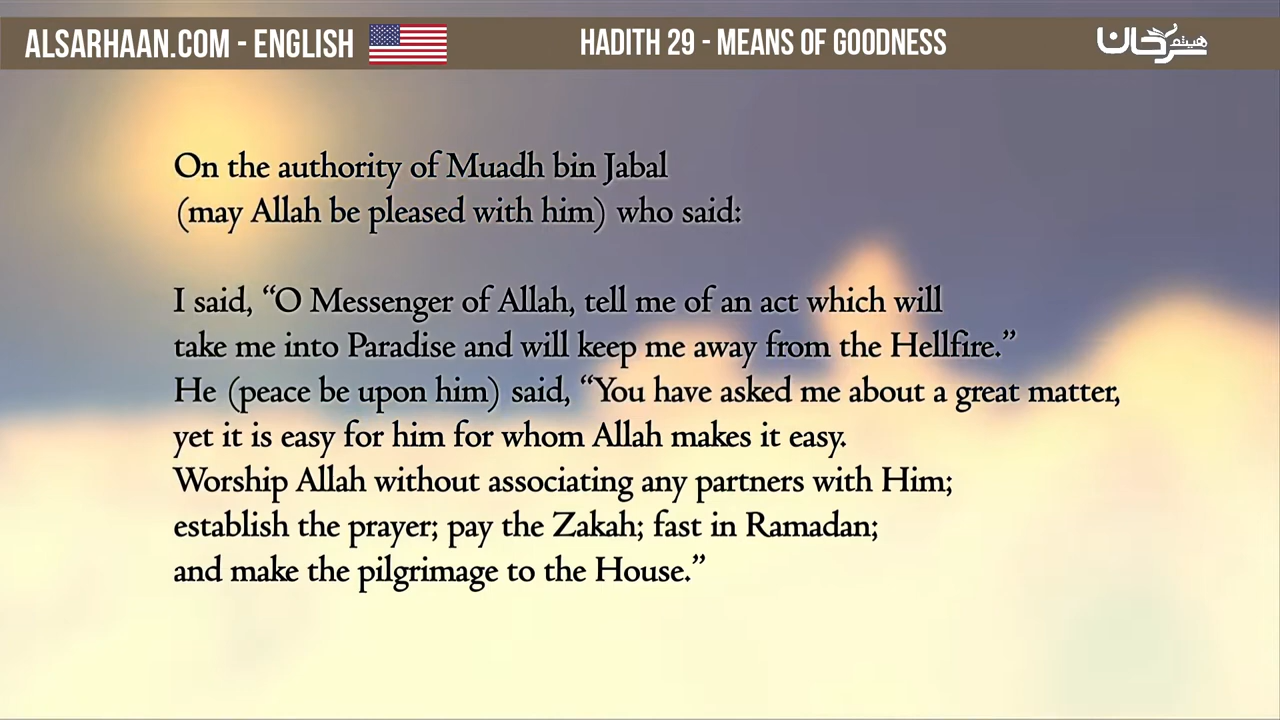 ALSARHAAN.COM - ENGLISH
HADITH 29 - MEANS OF GOODNESS
هيثم سرحان
On the authority of Muadh bin Jabal
(may Allah be pleased with him) who said:
I said, “O Messenger of Allah, tell me of an act which will
take me into Paradise and will keep me away from the Hellfire.”
He (peace be upon him) said, “You have asked me about a great matter,
yet it is easy for him for whom Allah makes it easy.
Worship Allah without associating any partners with Him;
establish the prayer; pay the Zakah; fast in Ramadan;
and make the pilgrimage to the House.”